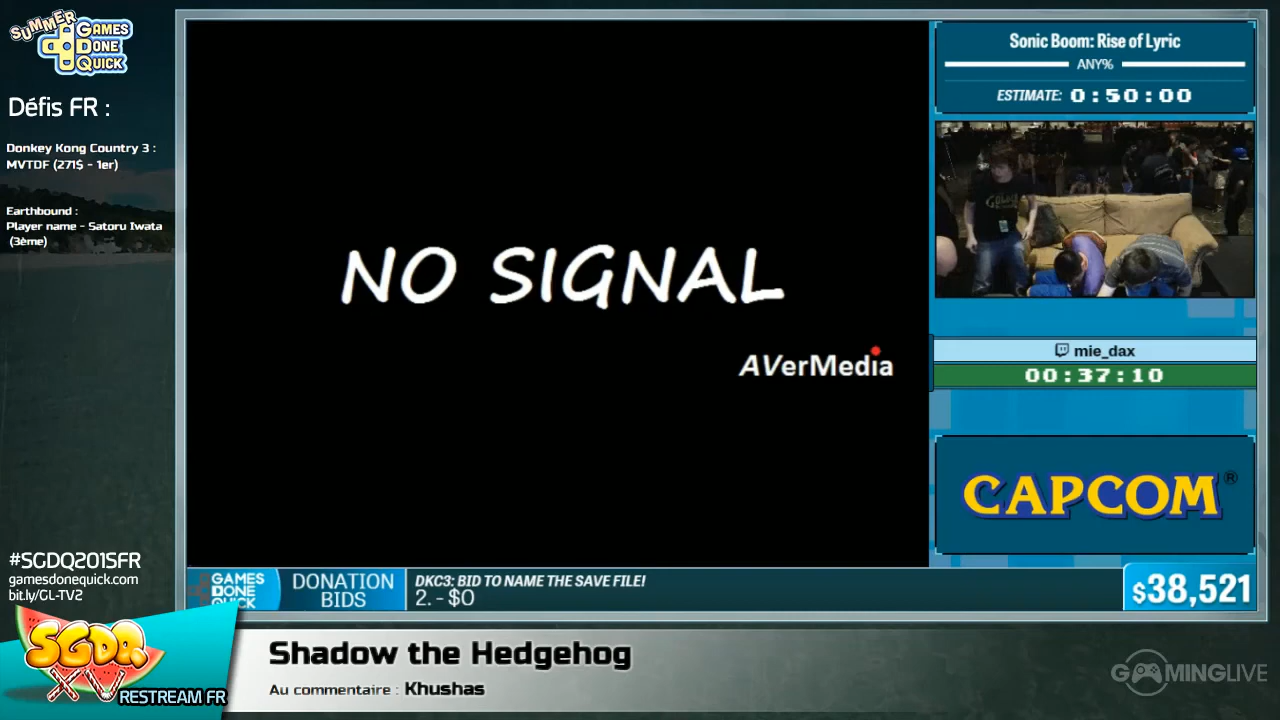 SUMMER
GAMES
DONE
QUICK
Défis FR :
Donkey Kong Country 3 :
MVTDF (271$ - 1er)
Earthbound :
Player name - Satoru Iwata
(3ème)
#SGDQ2015FR
gamesdonequick.com
bit.ly/GL-TV2
NO SIGNAL
AVerMedia
Sonic Boom: Rise of Lyric
ANY%
ESTIMATE: 0:50:00
mie_dax
00:37:10
CAPCOM®
GAMES
DONE
QUICK
DONATION
BIDS
DKC3: BID TO NAME THE SAVE FILE!
2. - $0
$38,521
SGDQ
XV
RESTREAM FR
Shadow the Hedgehog
Au commentaire : Khushas
GAMINGLIVE